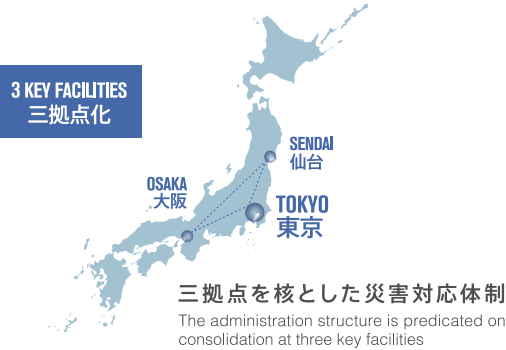 3 KEY FACILITIES
三拠点化
SENDAI
仙台
OSAKA
大阪
TOKYO
東京
三拠点を核とした災害対応体制
The administration structure is predicated on
consolidation at three key facilities